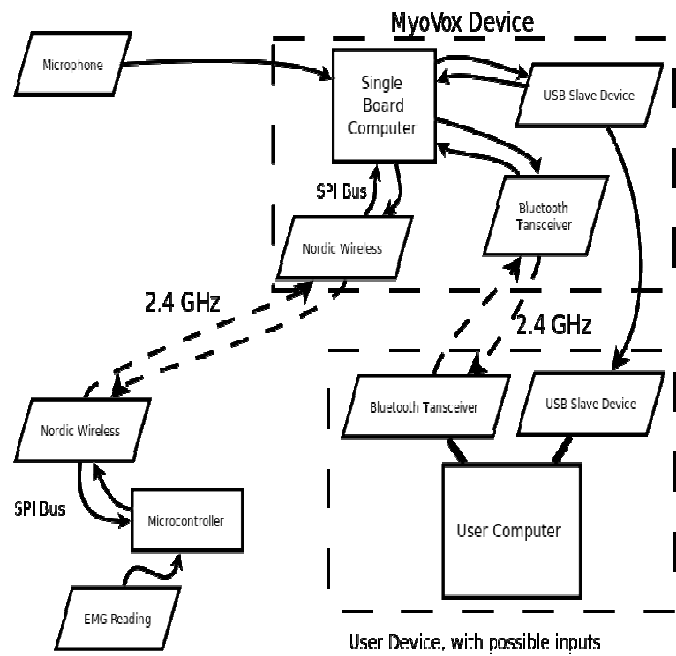 MyoVox Device
Microphone
Single
Board
Computer
USB Slave Device
SPI Bus
Bluetooth
Tansceiver
Nordic Wireless
2.4 GHz
2.4 GHz
Bluetooth Tansceiver
USB Slave Device
Nordic Wireless
SPI Bus
Microcontroller
User Computer
EMG Reading
User Device, with possible inputs